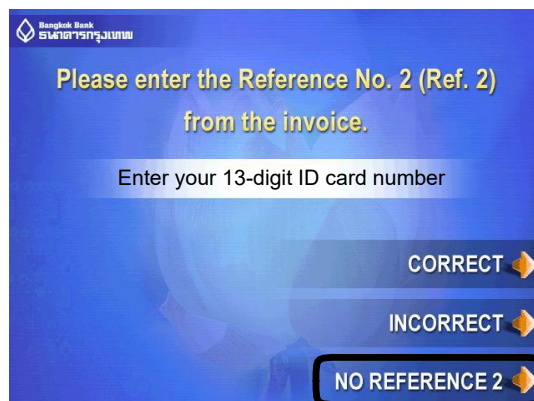 Bangkok Bank
ธนาคารกรุงเทพ
Please enter the Reference No. 2 (Ref. 2)
from the invoice.
Enter your 13-digit ID card number
CORRECT
INCORRECT
NO REFERENCE 2